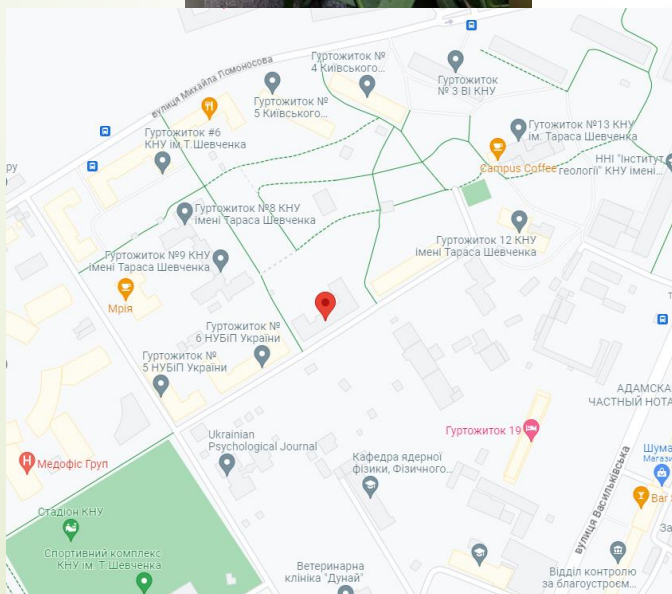 вулиця Михайла Ломоносова
Гуртожиток №
4 Київського...
Гуртожиток
№ 3 ВІ КНУ
Гуртожиток №
5 Київського...
Гуртожиток #6
КНУ ім.Т.Шевченка
Гутожиток №13 КНУ
ім. Тараса Шевченка
Campus Coffee
ННІ "Інститут
геології" КНУ імені...
ру
Гуртожиток №8 КНУ
імені Тараса Шевченка
Гуртожиток 12 КНУ
імені Тараса Шевченка
Гуртожиток №9 КНУ
імені Тараса Шевченка
Мрія
Гуртожиток №
6 НУБіП України
Гуртожиток №
5 НУБіП України
АДАМСКА
ЧАСТНЫЙ НОТА
Ukrainian
Psychological Journal
Гуртожиток 19
Кафедра ядерної
фізики, Фізичного...
Медофіс Груп
вулиця Васильківська
Шума
Магази
Ваг
Стадіон КНУ
За
Спортивний комплекс
КНУ ім. Т.Шевченка
Ветеринарна
клініка "Дунай"
Відділ контролю
за благоустроєм...